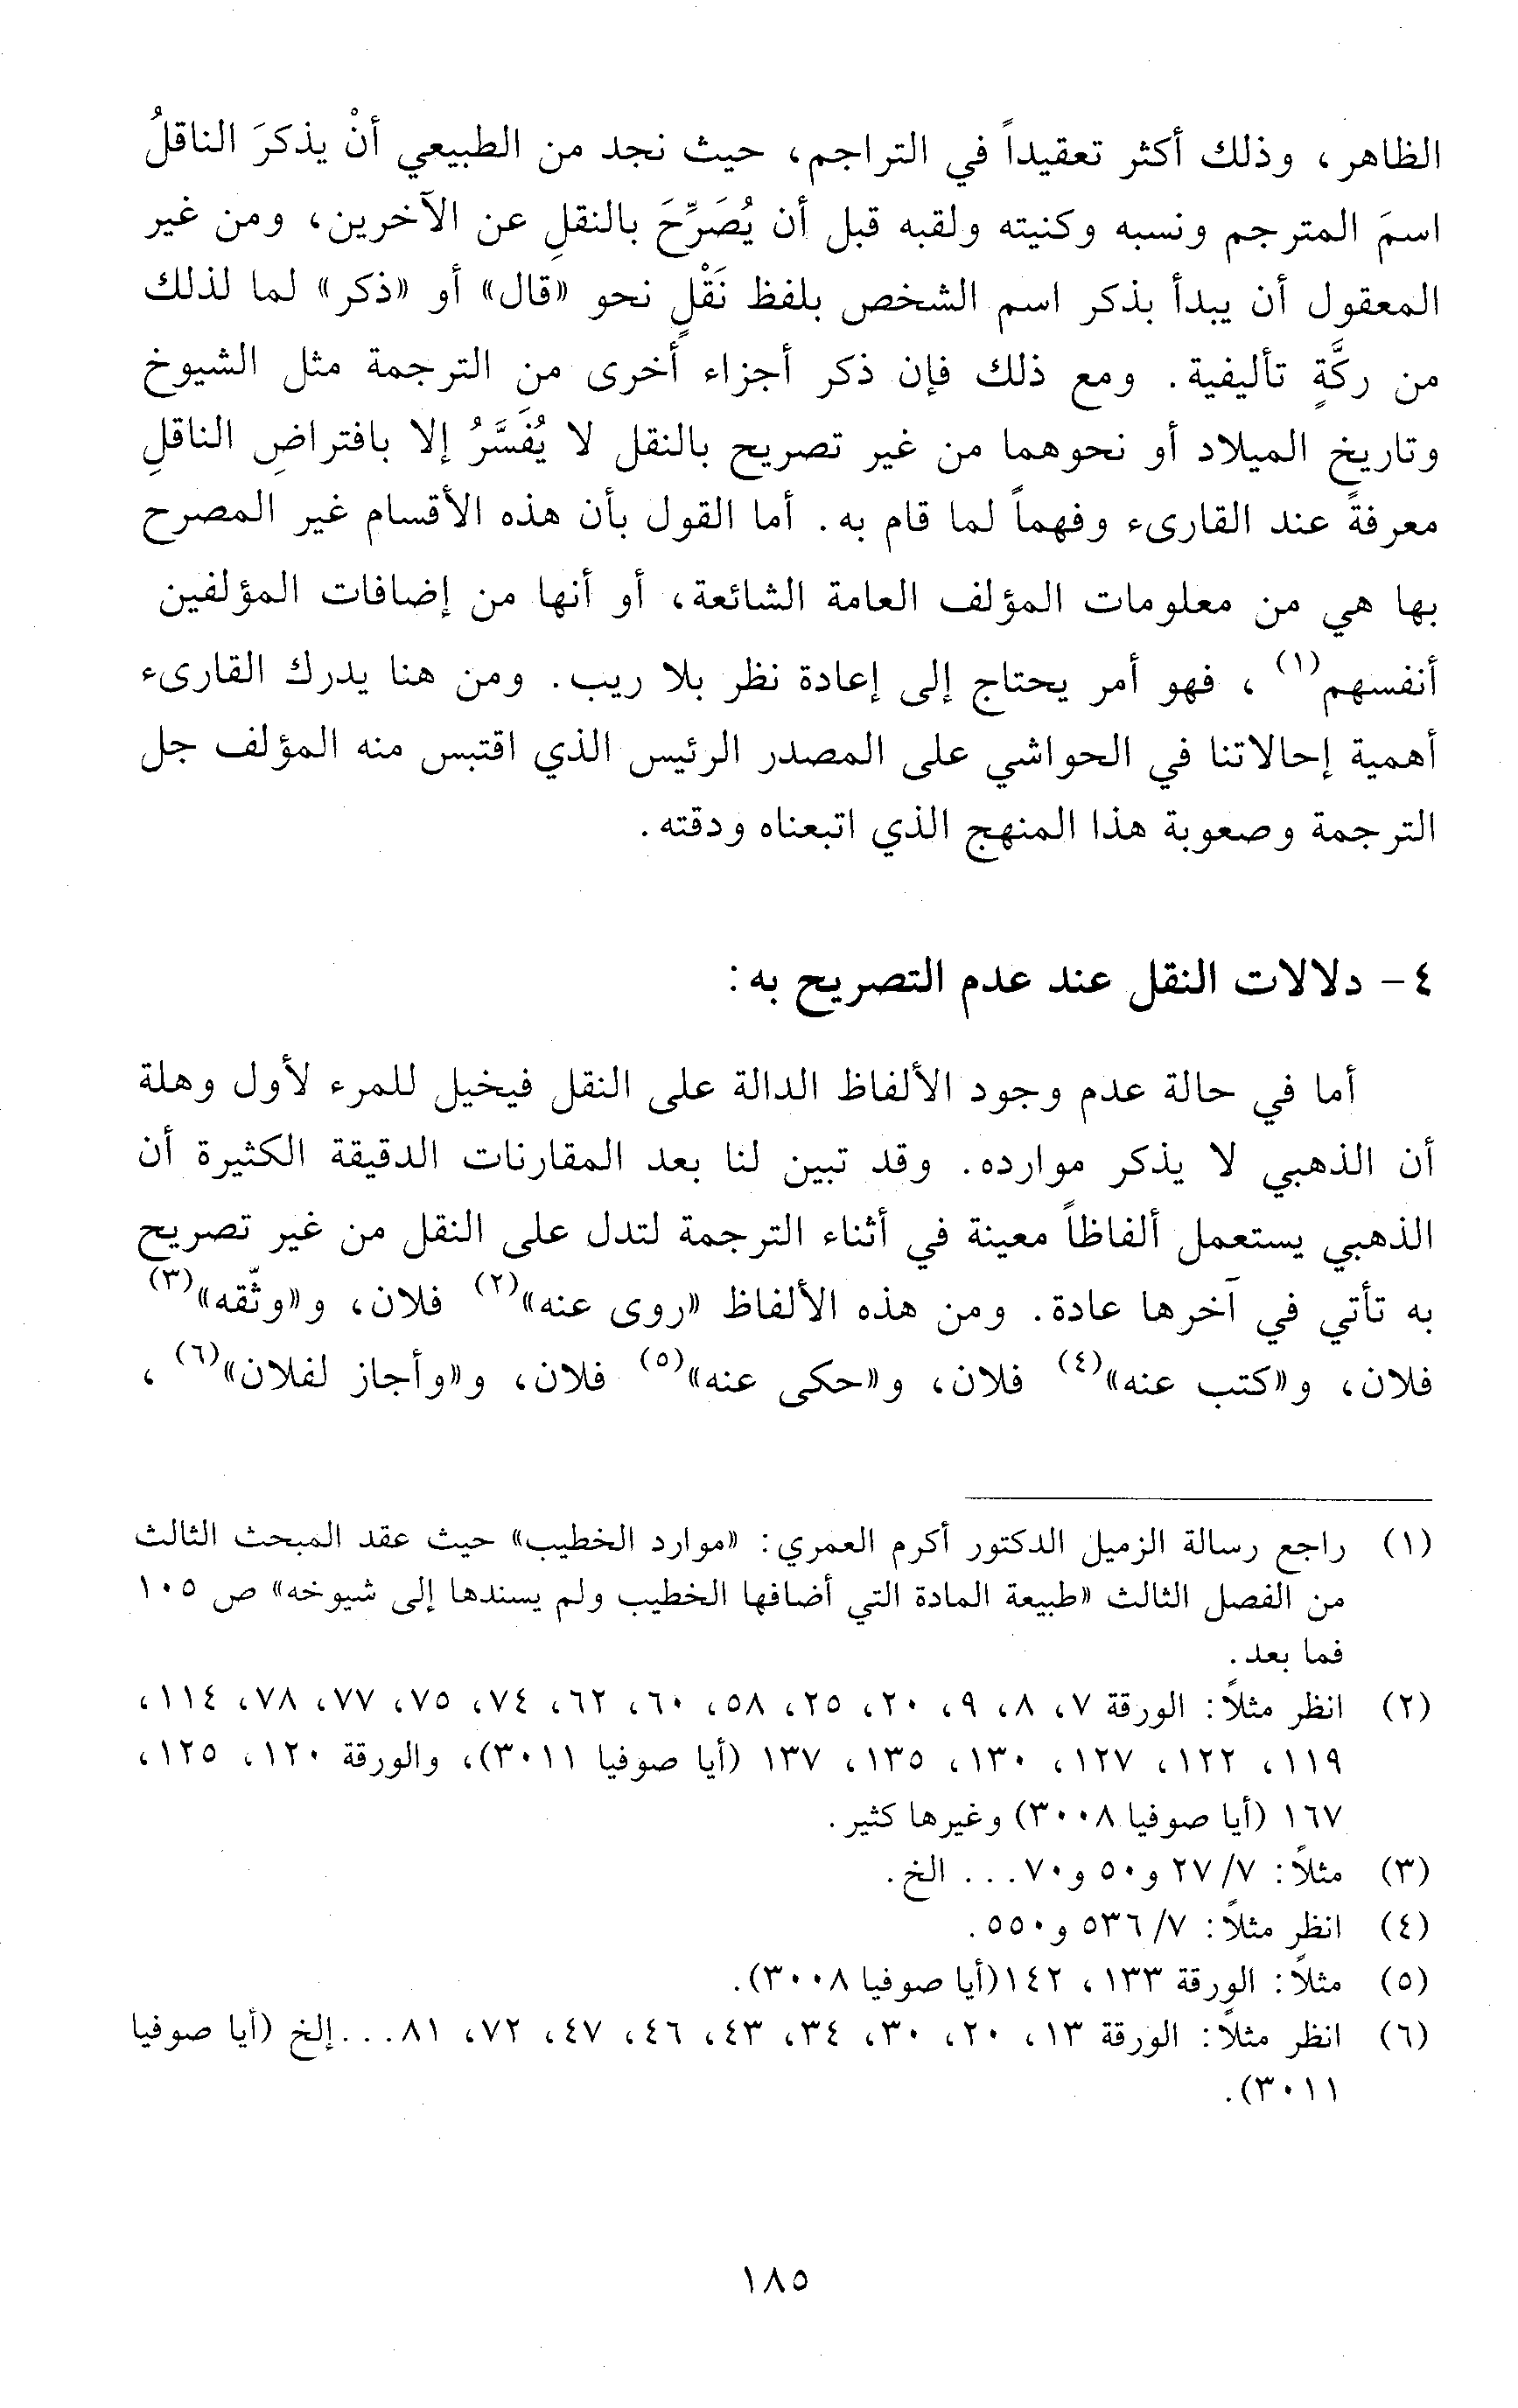 الظاهر، وذلك أكثر تعقيداً في التراجم، حيث نجد من الطبيعي أنْ يذكرَ الناقلُ
اسمَ المترجم ونسبه وكنيته ولقبه قبل أن يُصَرِّحَ بالنقلِ عن الآخرين، ومن غير
المعقول أن يبدأ بذكر اسم الشخص بلفظ نَقْلٍ نحو «قال» أو «ذكر» لما لذلك
من ركَّةٍ تأليفية. ومع ذلك فإن ذكر أجزاء أخرى من الترجمة مثل الشيوخ
وتاريخ الميلاد أو نحوهما من غير تصريح بالنقل لا يُفَسَّرُ إلا بافتراضِ الناقلِ
معرفةً عند القارىء وفهماً لما قام به. أما القول بأن هذه الأقسام غير المصرح
بها هي من معلومات المؤلف العامة الشائعة، أو أنها من إضافات المؤلفين
أنفسهم(١)، فهو أمر يحتاج إلى إعادة نظر بلا ريب. ومن هنا يدرك القارىء
أهمية إحالاتنا في الحواشي على المصدر الرئيس الذي اقتبس منه المؤلف جل
الترجمة وصعوبة هذا المنهج الذي اتبعناه ودقته.
٤- دلالات النقل عند عدم التصريح به:
أما في حالة عدم وجود الألفاظ الدالة على النقل فيخيل للمرء لأول وهلة
أن الذهبي لا يذكر موارده. وقد تبين لنا بعد المقارنات الدقيقة الكثيرة أن
الذهبي يستعمل ألفاظاً معينة في أثناء الترجمة لتدل على النقل من غير تصريح
به تأتي في آخرها عادة. ومن هذه الألفاظ «روى عنه»(٢) فلان، و«وثّقه»(٣)
فلان، و«كتب عنه»(٤) فلان، و«حكى عنه»(٥) فلان، و«وأجاز لفلان»(٦)،
(١) راجع رسالة الزميل الدكتور أكرم العمري: «موارد الخطيب» حيث عقد المبحث الثالث
من الفصل الثالث «طبيعة المادة التي أضافها الخطيب ولم يسندها إلى شيوخه» ص ١٠٥
فما بعد.
(٢) انظر مثلاً: الورقة ٧، ٨، ٩، ٢٠، ٢٥، ٥٨، ٦٠، ٦٢، ٧٤، ٧٥، ٧٧، ٧٨، ١١٤،
١١٩، ١٢٢، ١٢٧، ١٣٠، ١٣٥، ١٣٧ (أيا صوفيا ٣٠١١)، والورقة ١٢٠، ١٢٥،
١٦٧ (أيا صوفيا ٣٠٠٨) وغيرها كثير.
(٣) مثلاً: ٧/ ٢٧ و٥٠ و٧٠... الخ.
(٤) انظر مثلاً: ٧/ ٥٣٦ و٥٥٠.
(٥) مثلاً: الورقة ١٣٣، ١٤٢(أيا صوفيا ٣٠٠٨).
(٦) انظر مثلاً: الورقة ١٣، ٢٠، ٣٠، ٣٤، ٤٣، ٤٦، ٤٧، ٧٢، ٨١...إلخ (أيا صوفيا
٣٠١١).
١٨٥